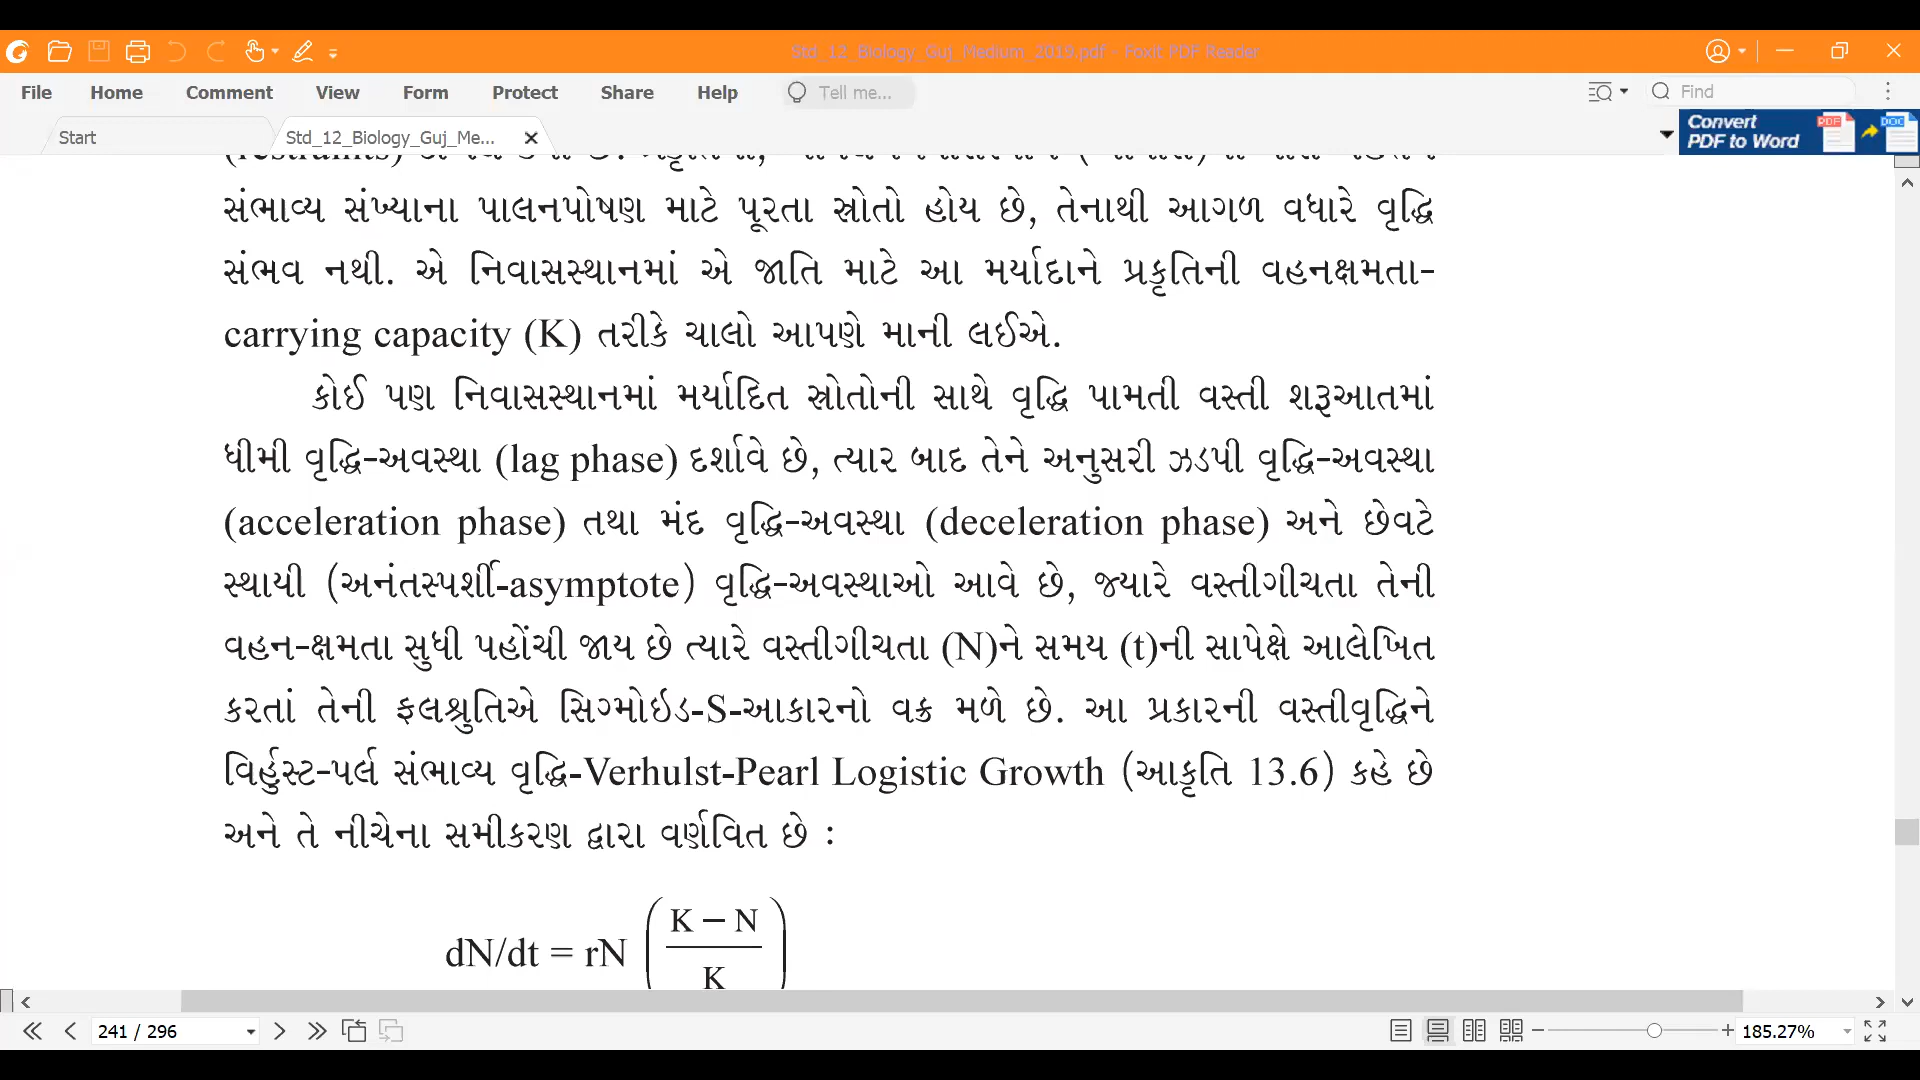 Std_12_Biology_Guj_Medium_2019.pdf - Foxit PDF Reader
File Home Comment View Form Protect Share Help Tell me... Find
Start Std_12_Biology_Guj_Me... Convert PDF to Word PDF DOC
સંભાવ્ય સંખ્યાના પાલનપોષણ માટે પૂરતા સ્રોતો હોય છે, તેનાથી આગળ વધારે વૃદ્ધિ
સંભવ નથી. એ નિવાસસ્થાનમાં એ જાતિ માટે આ મર્યાદાને પ્રકૃતિની વહનક્ષમતા-
carrying capacity (K) તરીકે ચાલો આપણે માની લઈએ.
કોઈ પણ નિવાસસ્થાનમાં મર્યાદિત સ્રોતોની સાથે વૃદ્ધિ પામતી વસ્તી શરૂઆતમાં
ધીમી વૃદ્ધિ-અવસ્થા (lag phase) દર્શાવે છે, ત્યાર બાદ તેને અનુસરી ઝડપી વૃદ્ધિ-અવસ્થા
(acceleration phase) તથા મંદ વૃદ્ધિ-અવસ્થા (deceleration phase) અને છેવટે
સ્થાયી (અનંતસ્પર્શી-asymptote) વૃદ્ધિ-અવસ્થાઓ આવે છે, જ્યારે વસ્તીગીચતા તેની
વહન-ક્ષમતા સુધી પહોંચી જાય છે ત્યારે વસ્તીગીચતા (N)ને સમય (t)ની સાપેક્ષે આલેખિત
કરતાં તેની ફલશ્રુતિએ સિગ્મોઇડ-S-આકારનો વક્ર મળે છે. આ પ્રકારની વસ્તીવૃદ્ધિને
વિર્હુસ્ટ-પર્લ સંભાવ્ય વૃદ્ધિ-Verhulst-Pearl Logistic Growth (આકૃતિ 13.6) કહે છે
અને તે નીચેના સમીકરણ દ્વારા વર્ણવિત છે :
dN/dt = rN (K – N / K)
241 / 296 185.27%